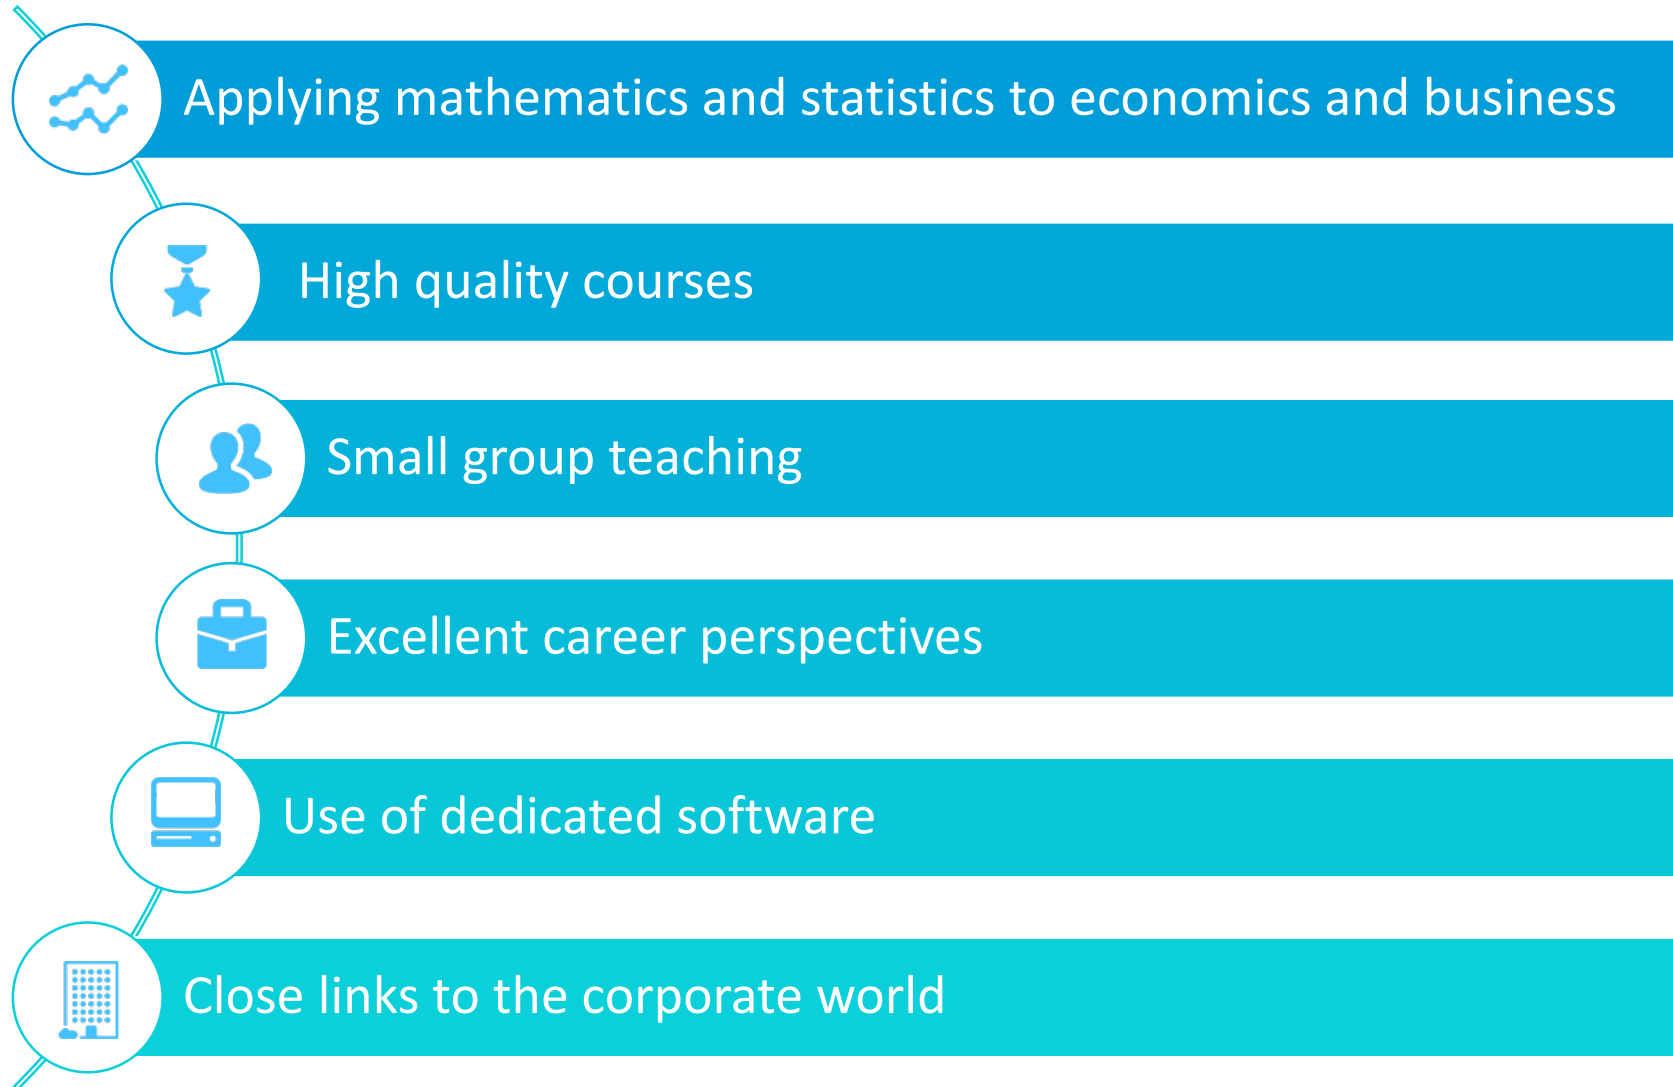 Applying mathematics and statistics to economics and business
High quality courses
Small group teaching
Excellent career perspectives
Use of dedicated software
Close links to the corporate world